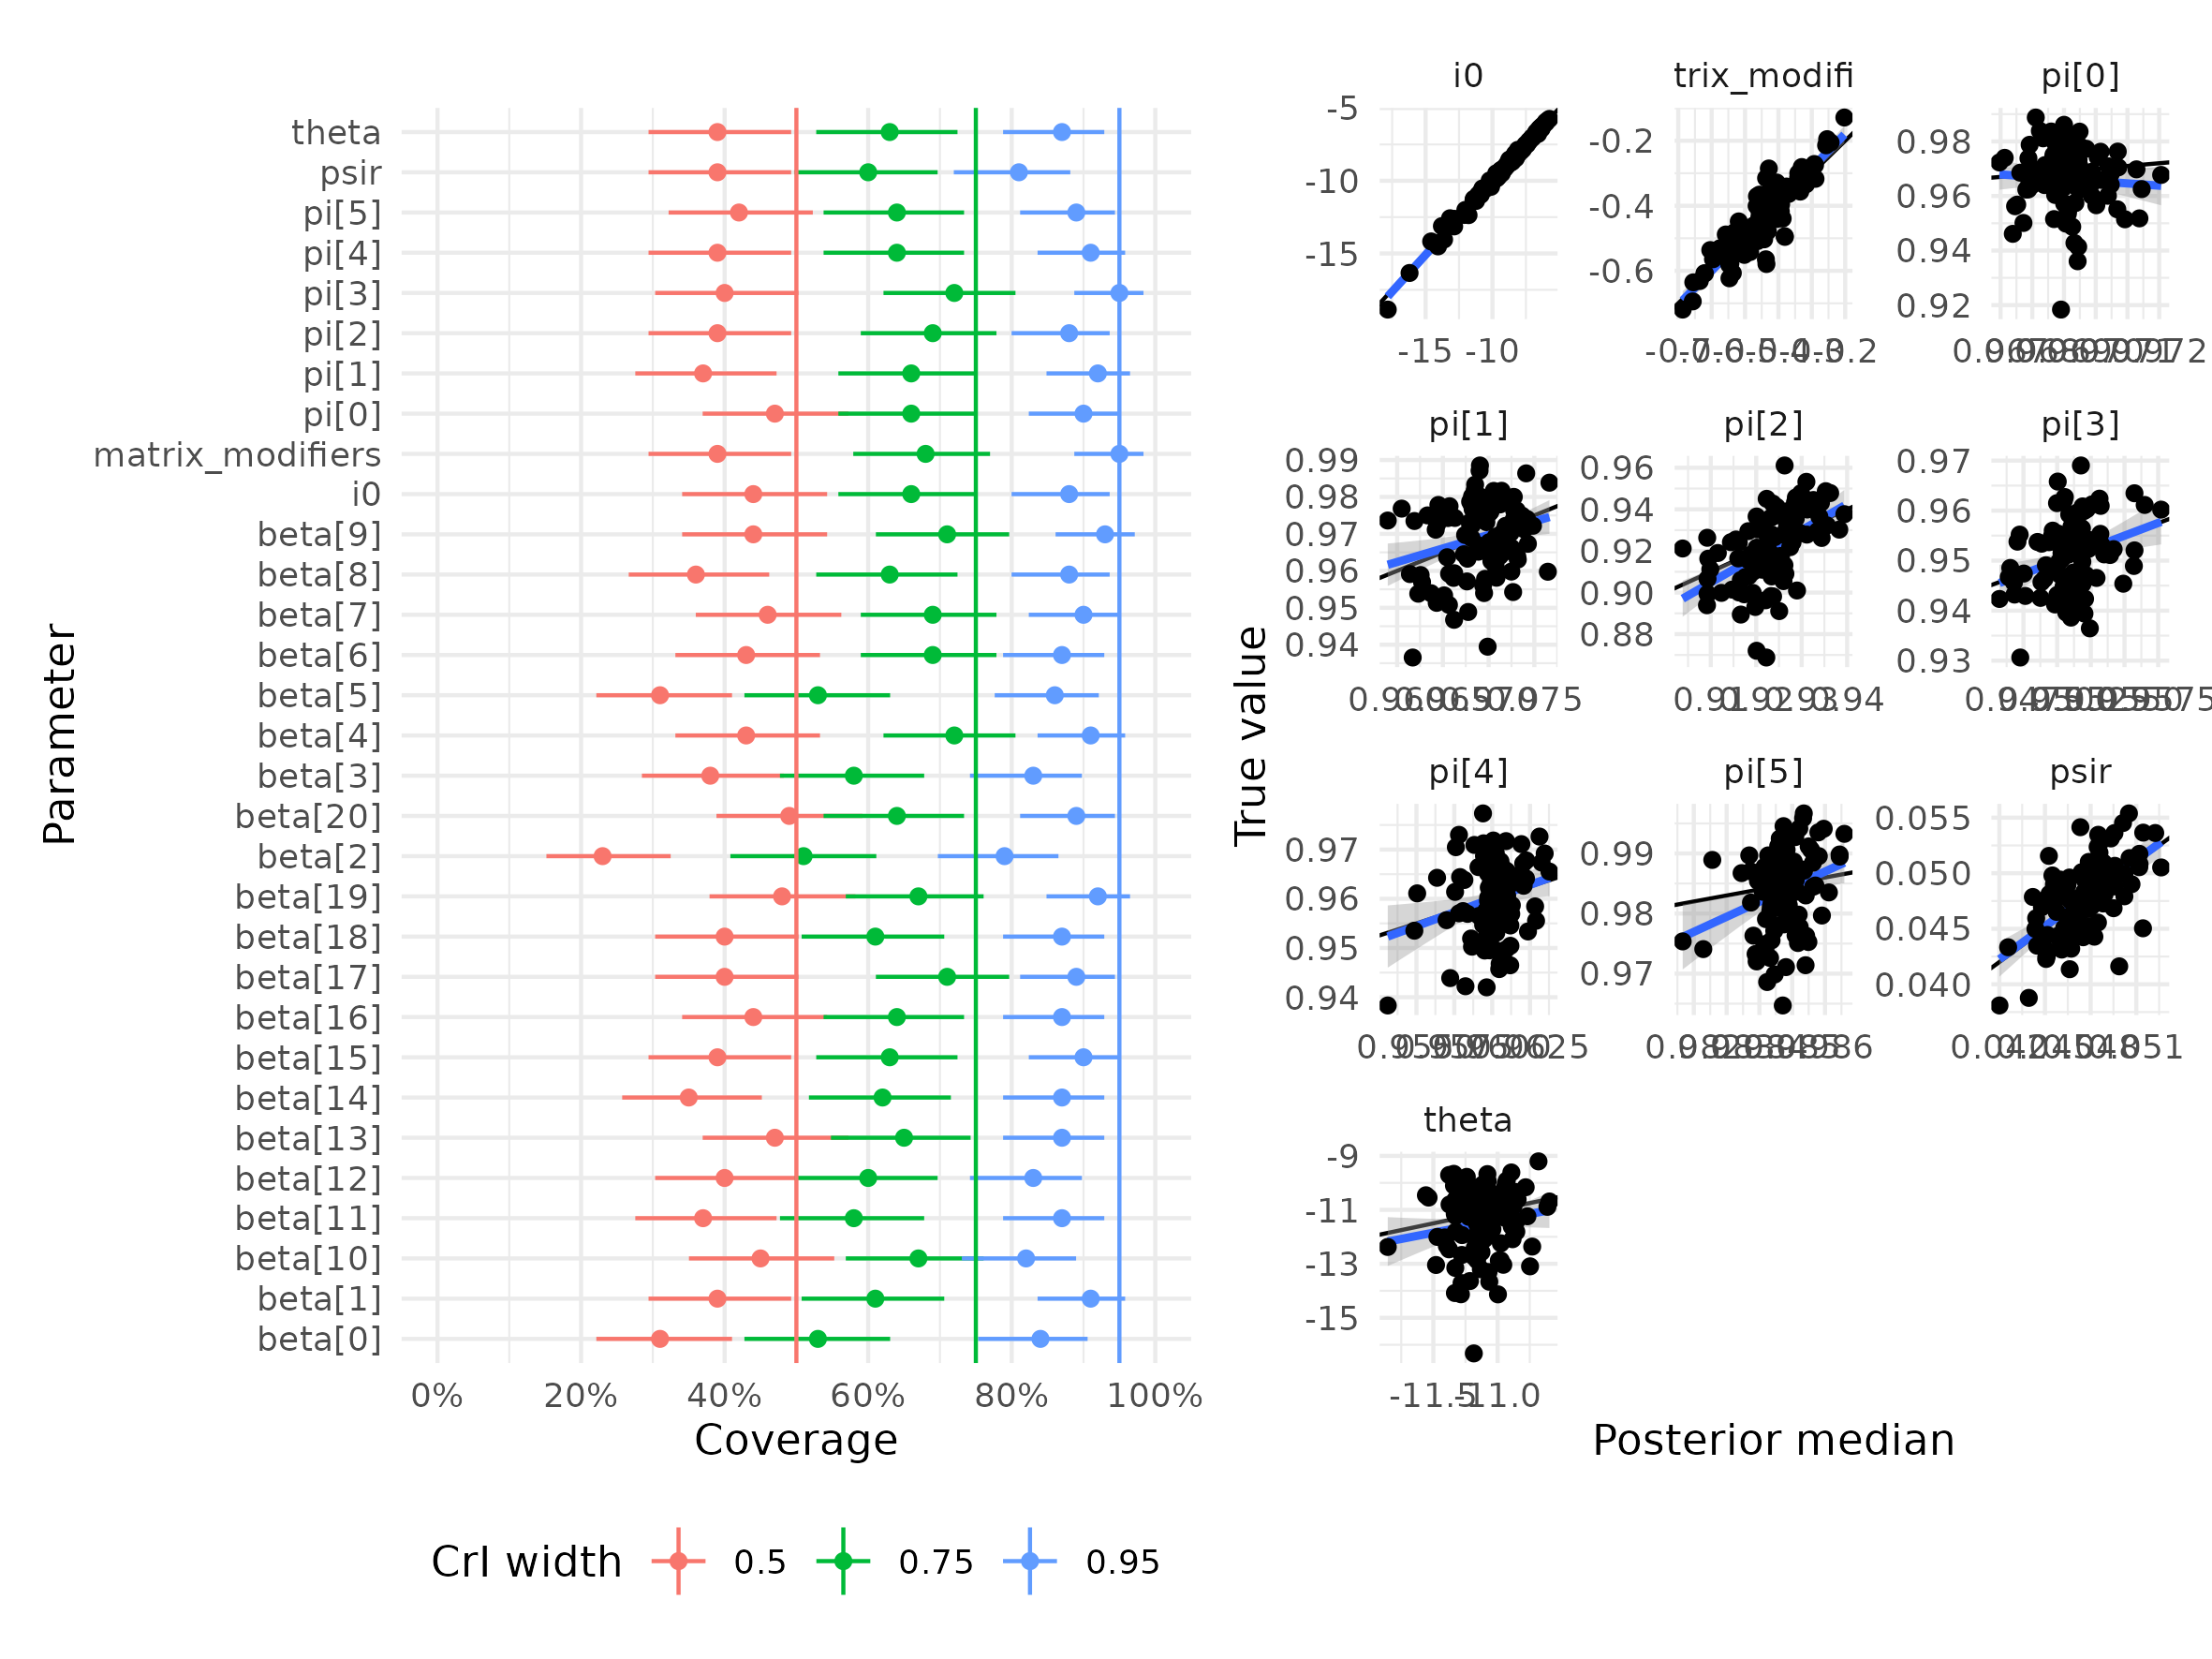 Parameter
theta
psir
pi[5]
pi[4]
pi[3]
pi[2]
pi[1]
pi[0]
matrix_modifiers
i0
beta[9]
beta[8]
beta[7]
beta[6]
beta[5]
beta[4]
beta[3]
beta[20]
beta[2]
beta[19]
beta[18]
beta[17]
beta[16]
beta[15]
beta[14]
beta[13]
beta[12]
beta[11]
beta[10]
beta[1]
beta[0]
0% 20% 40% 60% 80% 100%
Coverage
CrI width 0.5 0.75 0.95
True value
i0
-5
-10
-15
-15 -10
trix_modifi
-0.2
-0.4
-0.6
pi[0]
0.98
0.96
0.94
0.92
pi[1]
0.99
0.98
0.97
0.96
0.95
0.94
pi[2]
0.96
0.94
0.92
0.90
0.88
pi[3]
0.97
0.96
0.95
0.94
0.93
pi[4]
0.97
0.96
0.95
0.94
pi[5]
0.99
0.98
0.97
psir
0.055
0.050
0.045
0.040
theta
-9
-11
-13
-15
-11.5 -11.0
Posterior median